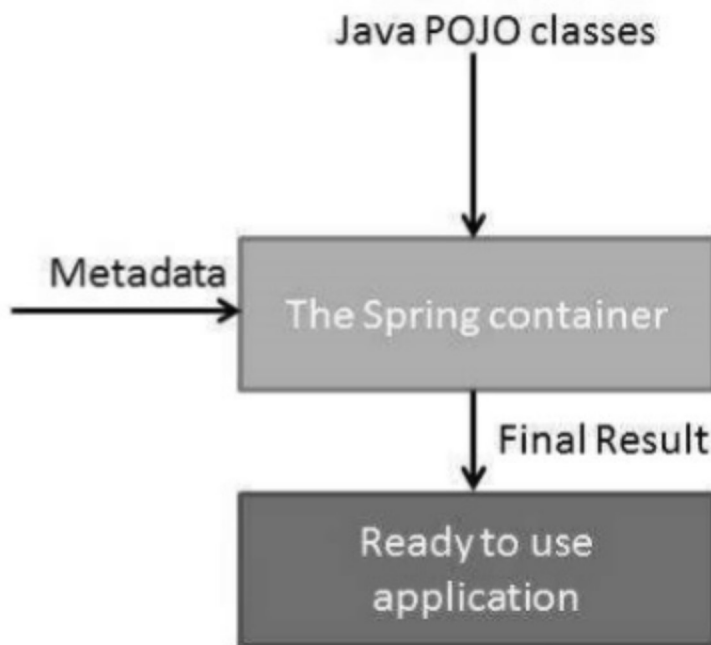 Java POJO classes
Metadata
The Spring container
Final Result
Ready to use
application